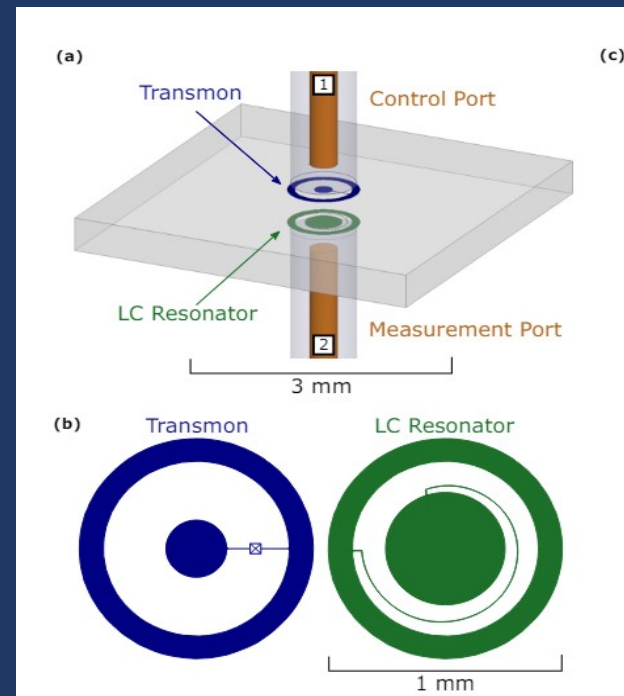 (a)
(c)
Transmon
1
Control Port
LC Resonator
2
Measurement Port
3 mm
(b)
Transmon
LC Resonator
1 mm